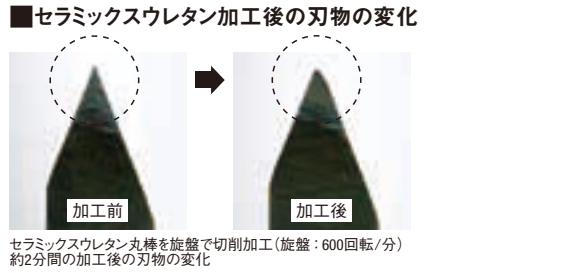 ■セラミックスウレタン加工後の刃物の変化
加工前
加工後
セラミックスウレタン丸棒を旋盤で切削加工（旋盤：600回転/分）
約2分間の加工後の刃物の変化